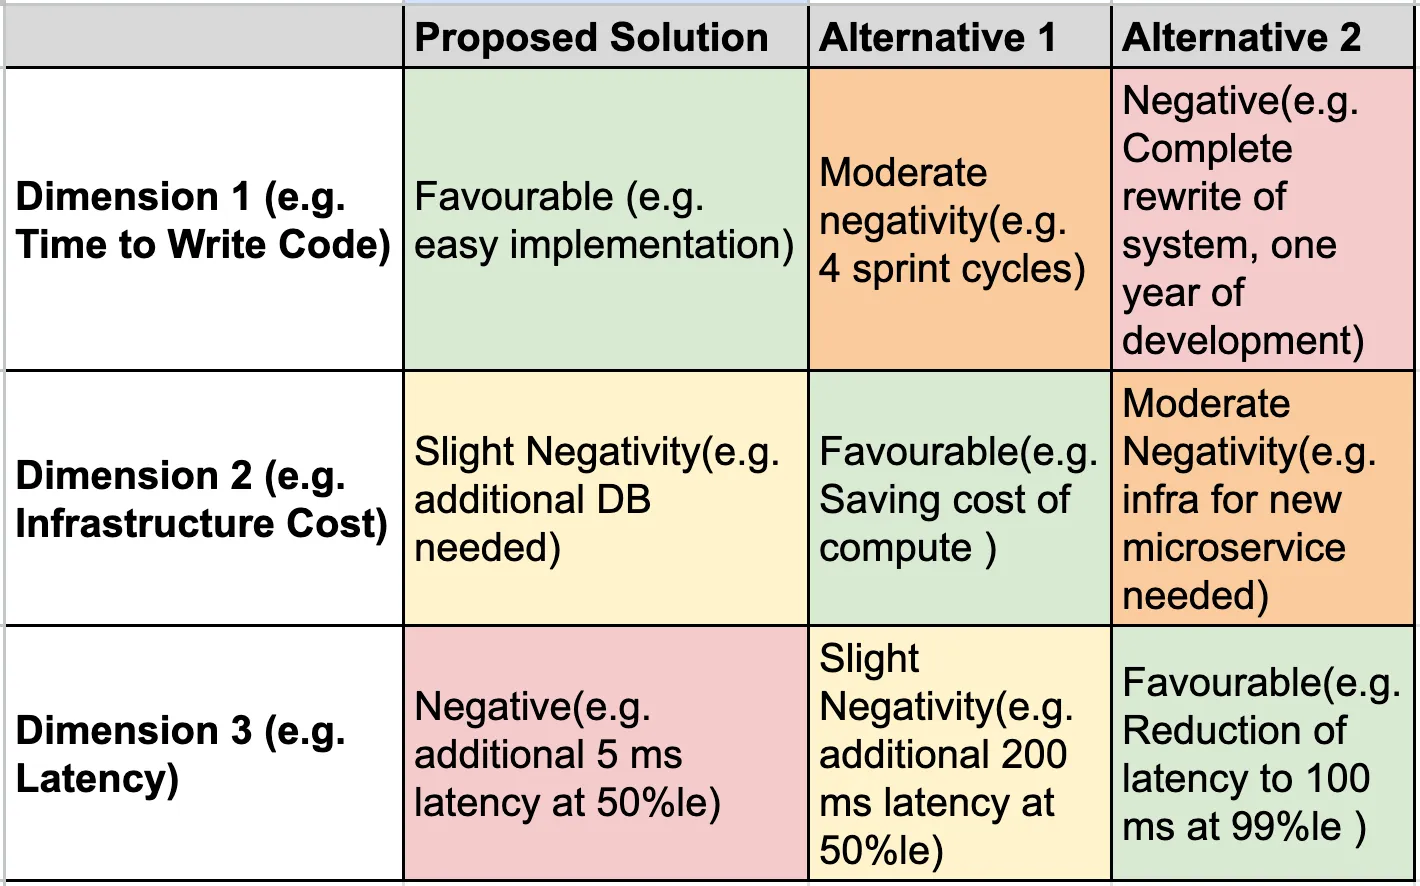 Proposed Solution
Alternative 1
Alternative 2
Dimension 1 (e.g.
Time to Write Code)
Favourable (e.g.
easy implementation)
Moderate
negativity(e.g.
4 sprint cycles)
Negative(e.g.
Complete
rewrite of
system, one
year of
development)
Dimension 2 (e.g.
Infrastructure Cost)
Slight Negativity(e.g.
additional DB
needed)
Favourable(e.g.
Saving cost of
compute )
Moderate
Negativity(e.g.
infra for new
microservice
needed)
Dimension 3 (e.g.
Latency)
Negative(e.g.
additional 5 ms
latency at 50%le)
Slight
Negativity(e.g.
additional 200
ms latency at
50%le)
Favourable(e.g.
Reduction of
latency to 100
ms at 99%le )